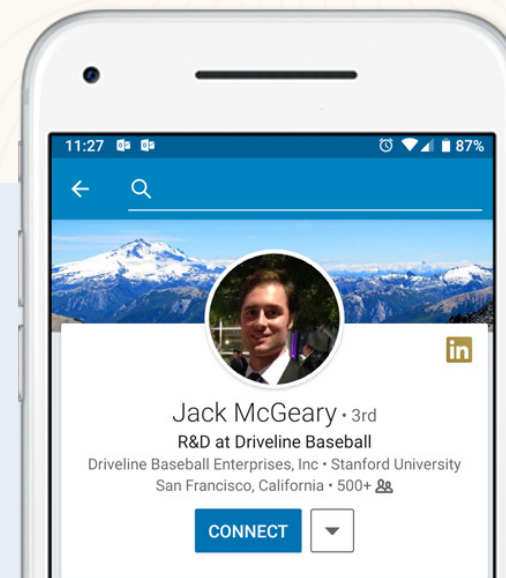 11:27 87%
in
Jack McGeary • 3rd
R&D at Driveline Baseball
Driveline Baseball Enterprises, Inc • Stanford University
San Francisco, California • 500+
CONNECT